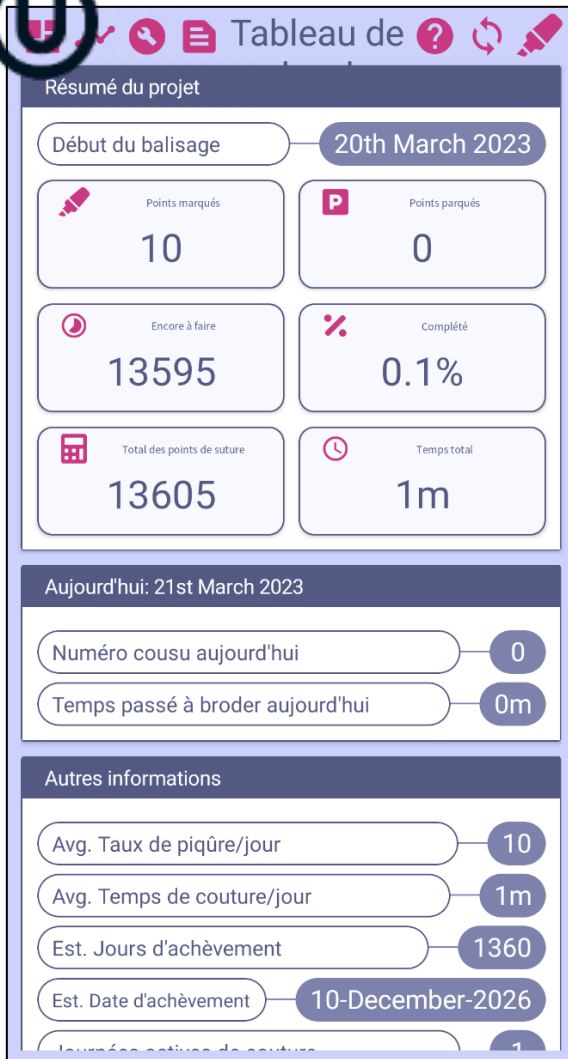 Tableau de
Résumé du projet
Début du balisage 20th March 2023
Points marqués
10
P
Points parqués
0
Encore à faire
13595
Complété
0.1%
Total des points de suture
13605
Temps total
1m
Aujourd'hui: 21st March 2023
Numéro cousu aujourd'hui 0
Temps passé à broder aujourd'hui 0m
Autres informations
Avg. Taux de piqûre/jour 10
Avg. Temps de couture/jour 1m
Est. Jours d'achèvement 1360
Est. Date d'achèvement 10-December-2026